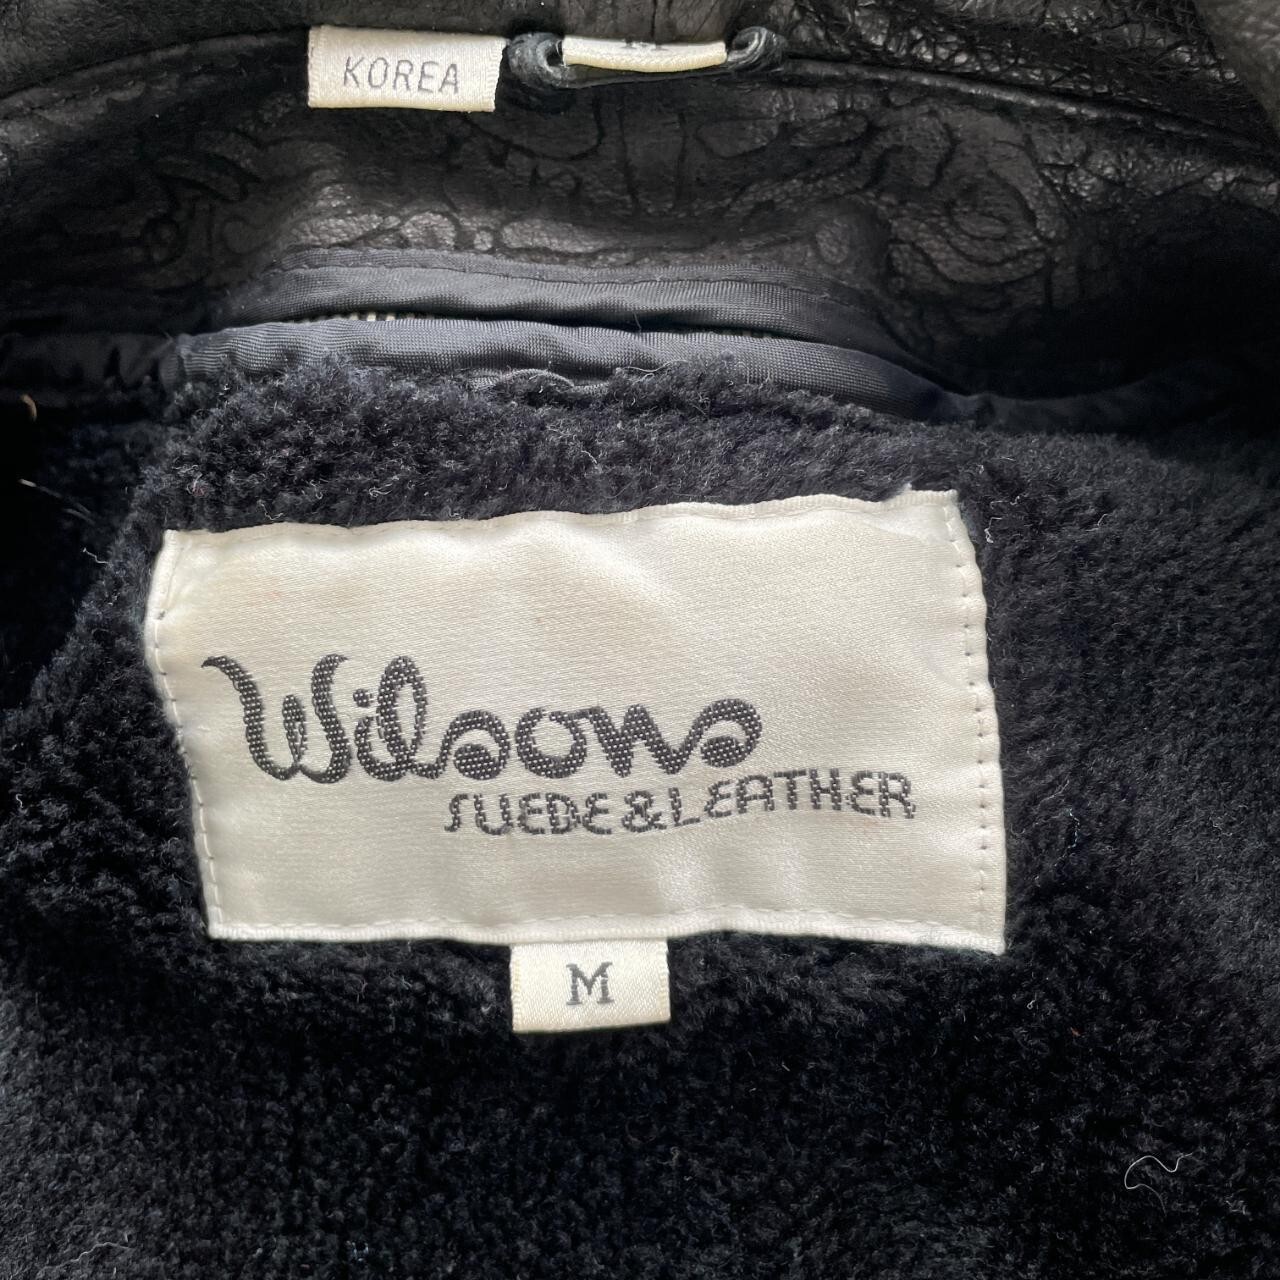 KOREA
Wilsons
SUEDE & LEATHER
M